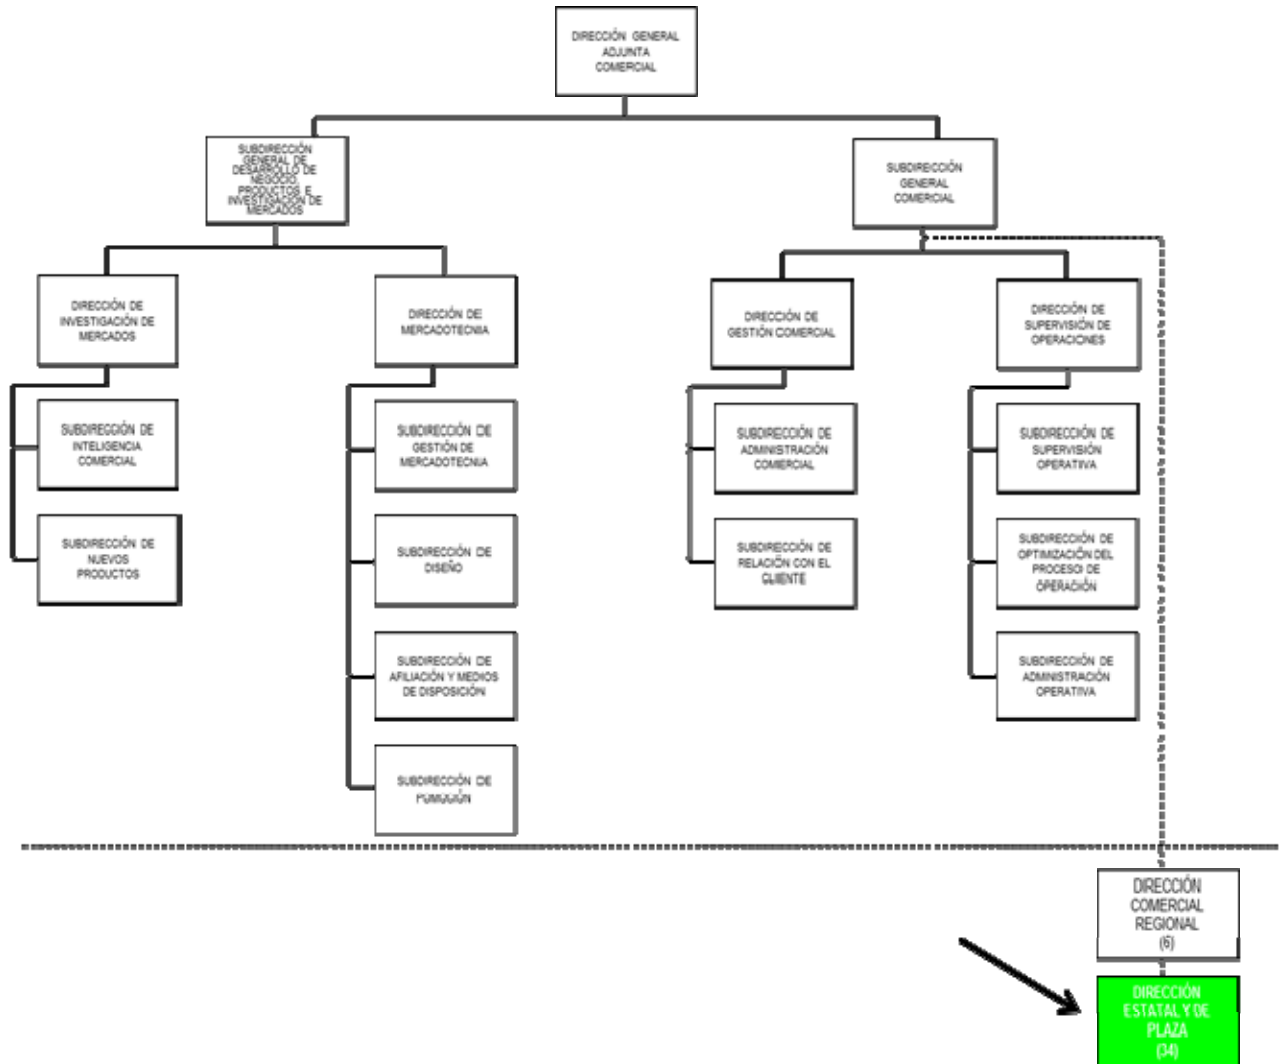 DIRECCIÓN GENERAL
ADJUNTA
COMERCIAL
SUBDIRECCIÓN
GENERAL DE
DESARROLLO DE
NEGOCIO,
PRODUCTOS E
INVESTIGACIÓN DE
MERCADOS
SUBDIRECCIÓN
GENERAL
COMERCIAL
DIRECCIÓN DE
INVESTIGACIÓN DE
MERCADOS
DIRECCIÓN DE
MERCADOTECNIA
DIRECCIÓN DE
GESTIÓN COMERCIAL
DIRECCIÓN DE
SUPERVISIÓN DE
OPERACIONES
SUBDIRECCIÓN DE
INTELIGENCIA
COMERCIAL
SUBDIRECCIÓN DE
GESTIÓN DE
MERCADOTECNIA
SUBDIRECCIÓN DE
ADMINISTRACIÓN
COMERCIAL
SUBDIRECCIÓN DE
SUPERVISIÓN
OPERATIVA
SUBDIRECCIÓN DE
NUEVOS
PRODUCTOS
SUBDIRECCIÓN DE
DISEÑO
SUBDIRECCIÓN DE
RELACIÓN CON EL
CLIENTE
SUBDIRECCIÓN DE
OPTIMIZACIÓN DEL
PROCESO DE
OPERACIÓN
SUBDIRECCIÓN DE
AFILIACIÓN Y MEDIOS
DE DISPOSICIÓN
SUBDIRECCIÓN DE
ADMINISTRACIÓN
OPERATIVA
SUBDIRECCIÓN DE
POMOCIÓN
DIRECCIÓN
COMERCIAL
REGIONAL
(6)
DIRECCIÓN
ESTATAL Y DE
PLAZA
(34)